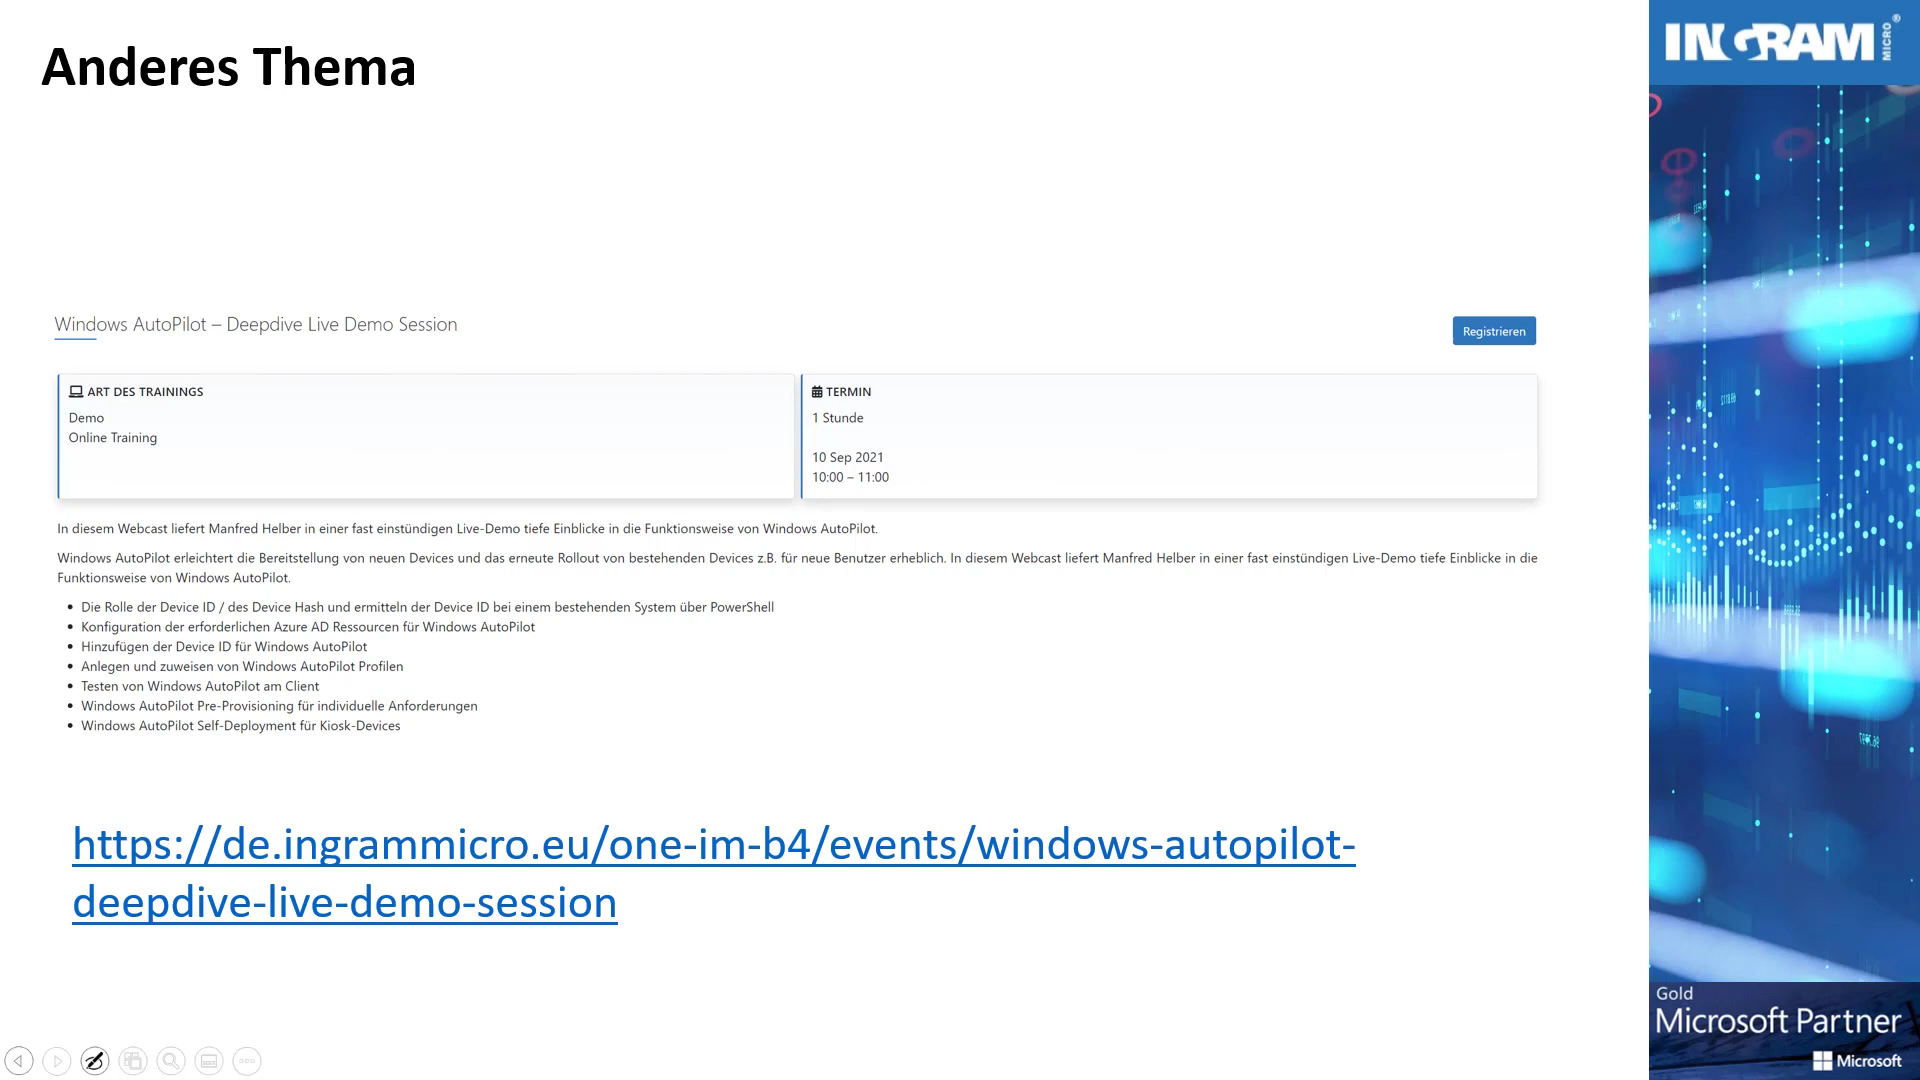 Anderes Thema
INGRAM MICRO®
Windows AutoPilot – Deepdive Live Demo Session
Registrieren
ART DES TRAININGS
Demo
Online Training
TERMIN
1 Stunde
10 Sep 2021
10:00 – 11:00
In diesem Webcast liefert Manfred Helber in einer fast einstündigen Live-Demo tiefe Einblicke in die Funktionsweise von Windows AutoPilot.
Windows AutoPilot erleichtert die Bereitstellung von neuen Devices und das erneute Rollout von bestehenden Devices z.B. für neue Benutzer erheblich. In diesem Webcast liefert Manfred Helber in einer fast einstündigen Live-Demo tiefe Einblicke in die
Funktionsweise von Windows AutoPilot.
• Die Rolle der Device ID / des Device Hash und ermitteln der Device ID bei einem bestehenden System über PowerShell
• Konfiguration der erforderlichen Azure AD Ressourcen für Windows AutoPilot
• Hinzufügen der Device ID für Windows AutoPilot
• Anlegen und zuweisen von Windows AutoPilot Profilen
• Testen von Windows AutoPilot am Client
• Windows AutoPilot Pre-Provisioning für individuelle Anforderungen
• Windows AutoPilot Self-Deployment für Kiosk-Devices
https://de.ingrammicro.eu/one-im-b4/events/windows-autopilot-
deepdive-live-demo-session
Gold
Microsoft Partner
Microsoft